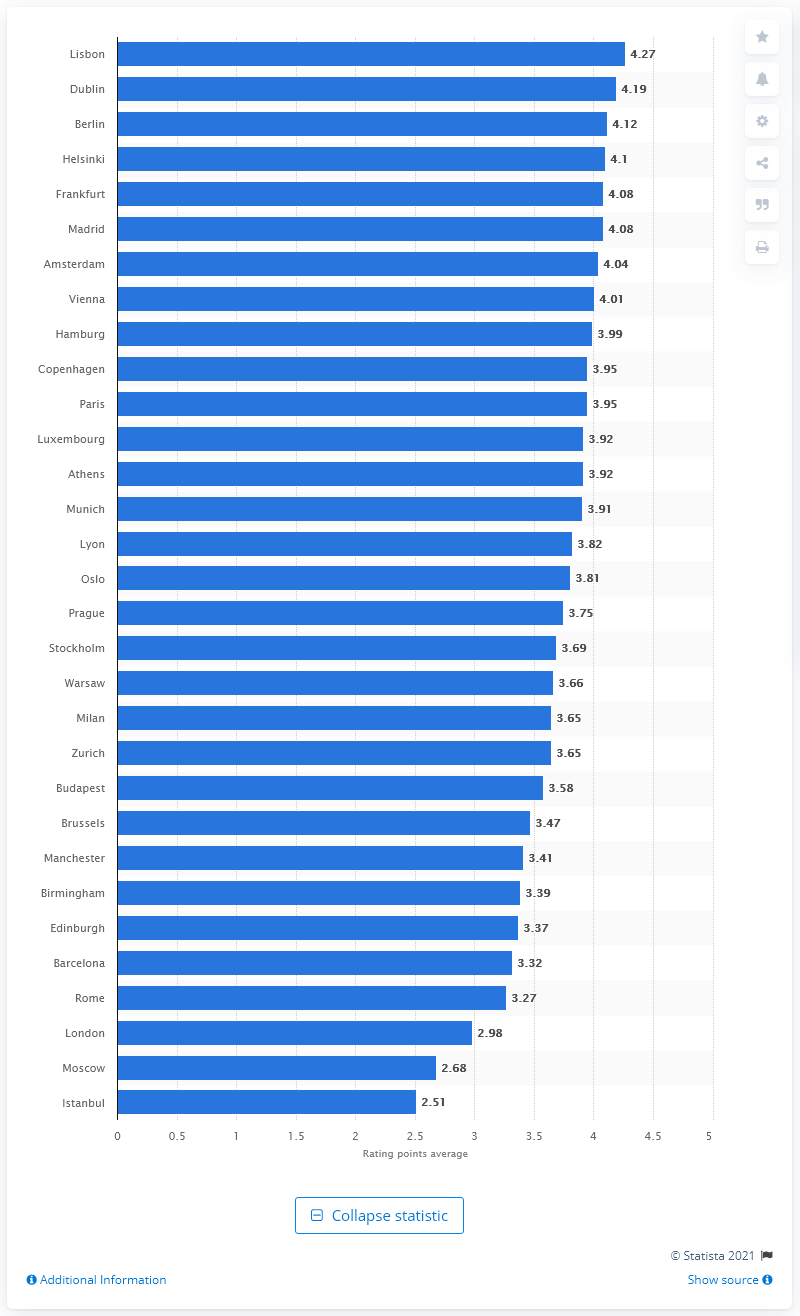 Lisbon 4.27
Dublin 4.19
Berlin 4.12
Helsinki 4.1
Frankfurt 4.08
Madrid 4.08
Amsterdam 4.04
Vienna 4.01
Hamburg 3.99
Copenhagen 3.95
Paris 3.95
Luxembourg 3.92
Athens 3.92
Munich 3.91
Lyon 3.82
Oslo 3.81
Prague 3.75
Stockholm 3.69
Warsaw 3.66
Milan 3.65
Zurich 3.65
Budapest 3.58
Brussels 3.47
Manchester 3.41
Birmingham 3.39
Edinburgh 3.37
Barcelona 3.32
Rome 3.27
London 2.98
Moscow 2.68
Istanbul 2.51
0 0.5 1 1.5 2 2.5 3 3.5 4 4.5 5
Rating points average
Collapse statistic
© Statista 2021
Additional Information Show source